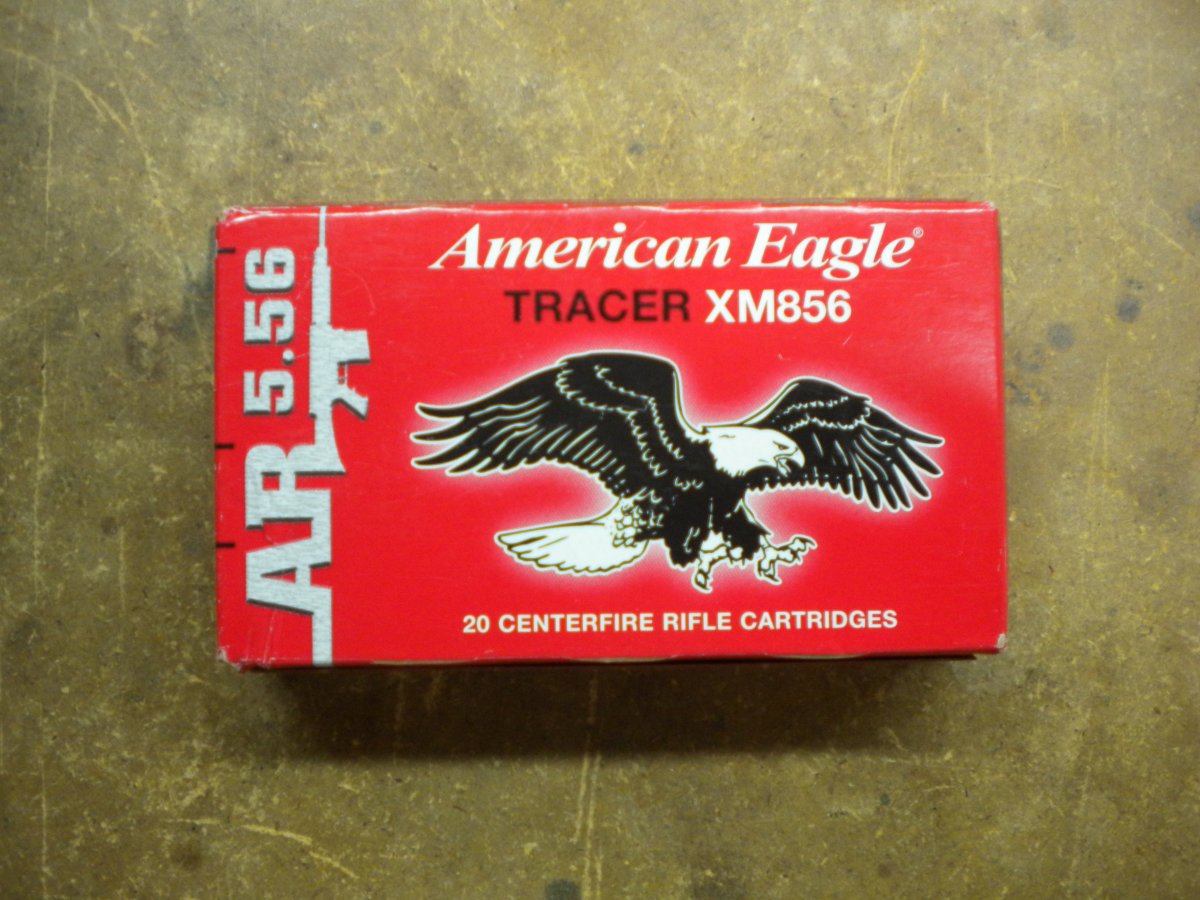 AR 5.56
American Eagle®
TRACER XM856
20 CENTERFIRE RIFLE CARTRIDGES